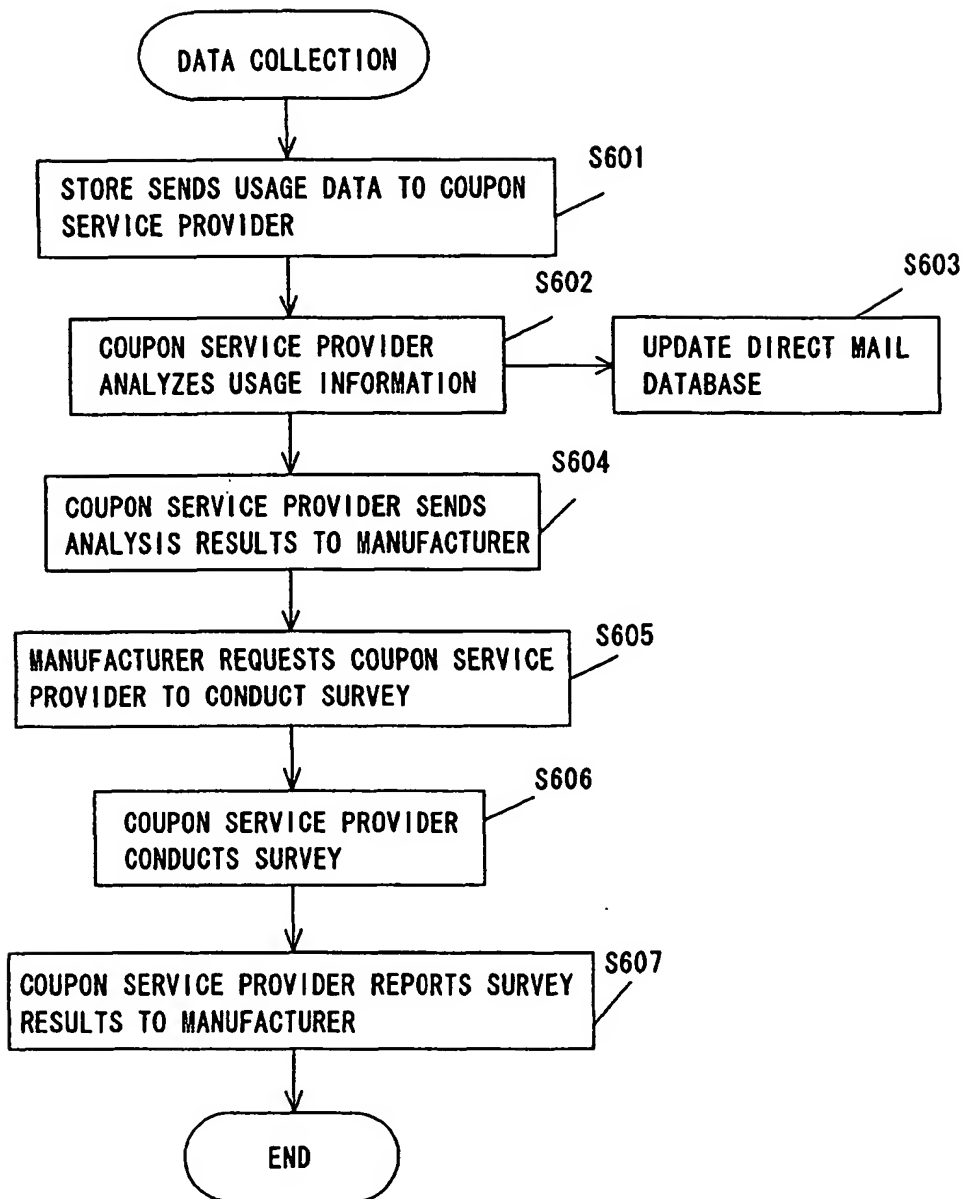 DATA COLLECTION
S601
STORE SENDS USAGE DATA TO COUPON
SERVICE PROVIDER
S602
S603
COUPON SERVICE PROVIDER
ANALYZES USAGE INFORMATION
UPDATE DIRECT MAIL
DATABASE
S604
COUPON SERVICE PROVIDER SENDS
ANALYSIS RESULTS TO MANUFACTURER
S605
MANUFACTURER REQUESTS COUPON SERVICE
PROVIDER TO CONDUCT SURVEY
S606
COUPON SERVICE PROVIDER
CONDUCTS SURVEY
S607
COUPON SERVICE PROVIDER REPORTS SURVEY
RESULTS TO MANUFACTURER
END